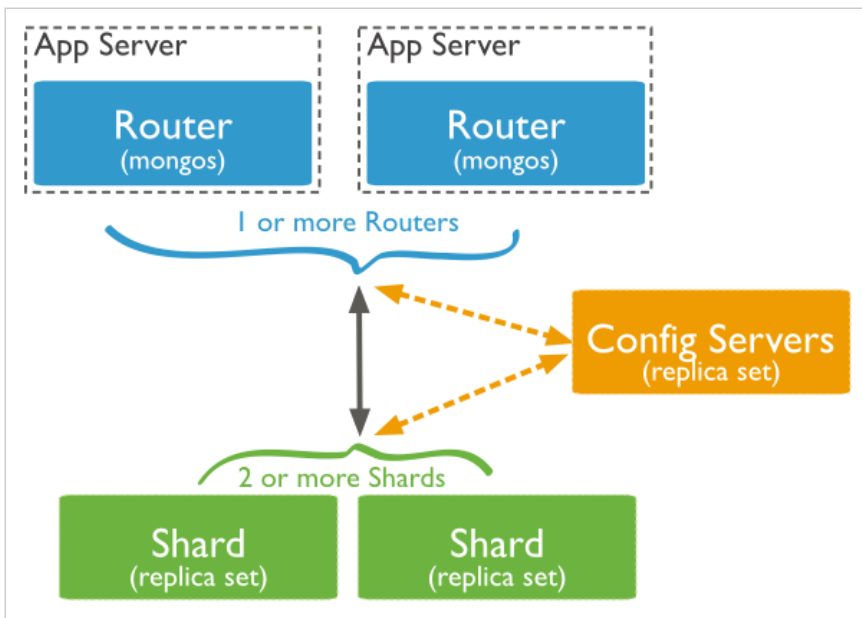 App Server
App Server
Router
(mongos)
Router
(mongos)
1 or more Routers
Config Servers
(replica set)
2 or more Shards
Shard
(replica set)
Shard
(replica set)